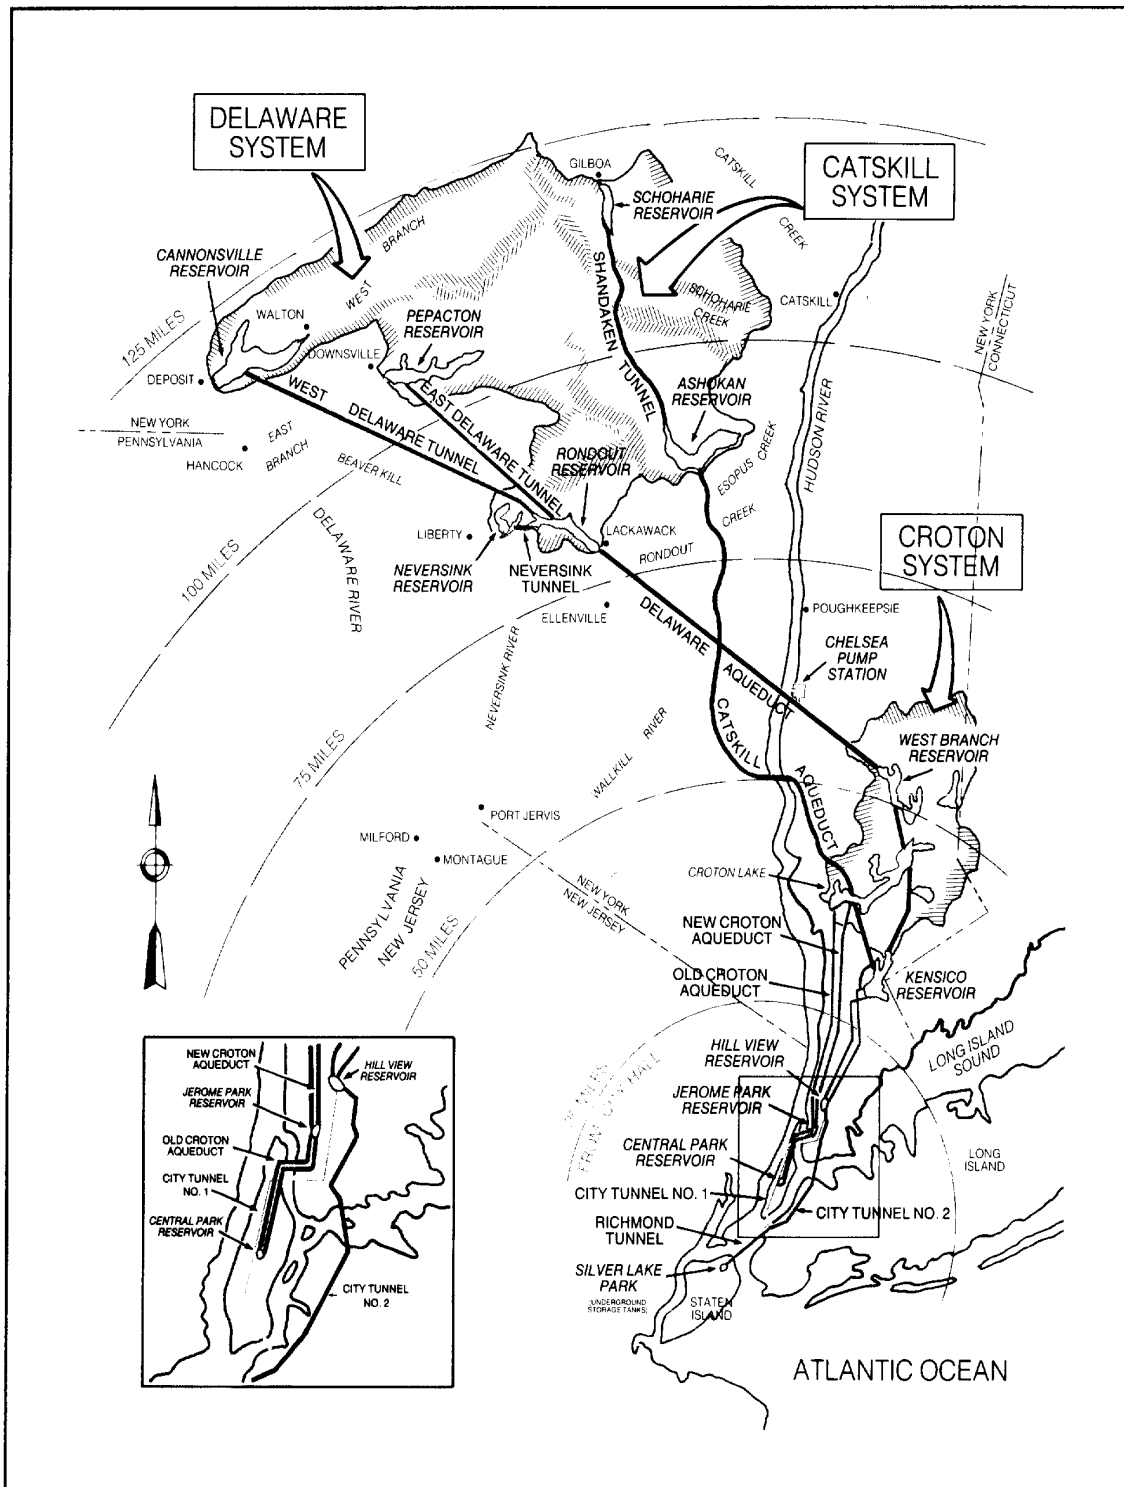 DELAWARE
SYSTEM
CATSKILL
SYSTEM
GILBOA
CATSKILL
CREEK
SCHOHARIE
RESERVOIR
BRANCH
WEST
CANNONSVILLE
RESERVOIR
SHANDAKEN TUNNEL
SCHOHARIE
CREEK
CATSKILL
NEW YORK
CONNECTICUT
125 MILES
WALTON
PEPACTON
RESERVOIR
DOWNSVILLE
DEPOSIT
ASHOKAN
RESERVOIR
WEST DELAWARE TUNNEL
EAST DELAWARE TUNNEL
HUDSON RIVER
NEW YORK
PENNSYLVANIA
HANCOCK
EAST
BRANCH
BEAVER KILL
RONDOUT
RESERVOIR
ESOPUS CREEK
CREEK
RONDOUT
LACKAWACK
LIBERTY
DELAWARE RIVER
100 MILES
NEVERSINK
RESERVOIR
NEVERSINK
TUNNEL
CROTON
SYSTEM
ELLENVILLE
DELAWARE AQUEDUCT
POUGHKEEPSIE
CHELSEA
PUMP
STATION
NEVERSINK RIVER
CATSKILL AQUEDUCT
WEST BRANCH
RESERVOIR
75 MILES
WALLKILL RIVER
PORT JERVIS
MILFORD
MONTAGUE
CROTON LAKE
NEW YORK
NEW JERSEY
PENNSYLVANIA
NEW JERSEY
50 MILES
NEW CROTON
AQUEDUCT
OLD CROTON
AQUEDUCT
KENSICO
RESERVOIR
HILL VIEW
RESERVOIR
LONG ISLAND
SOUND
MILES
FROM CITY HALL
JEROME PARK
RESERVOIR
CENTRAL PARK
RESERVOIR
LONG
ISLAND
CITY TUNNEL NO. 1
CITY TUNNEL NO. 2
RICHMOND
TUNNEL
SILVER LAKE
PARK
(UNDERGROUND
STORAGE TANKS)
STATEN
ISLAND
ATLANTIC OCEAN
NEW CROTON
AQUEDUCT
HILL VIEW
RESERVOIR
JEROME PARK
RESERVOIR
OLD CROTON
AQUEDUCT
CITY TUNNEL
NO. 1
CENTRAL PARK
RESERVOIR
CITY TUNNEL
NO. 2